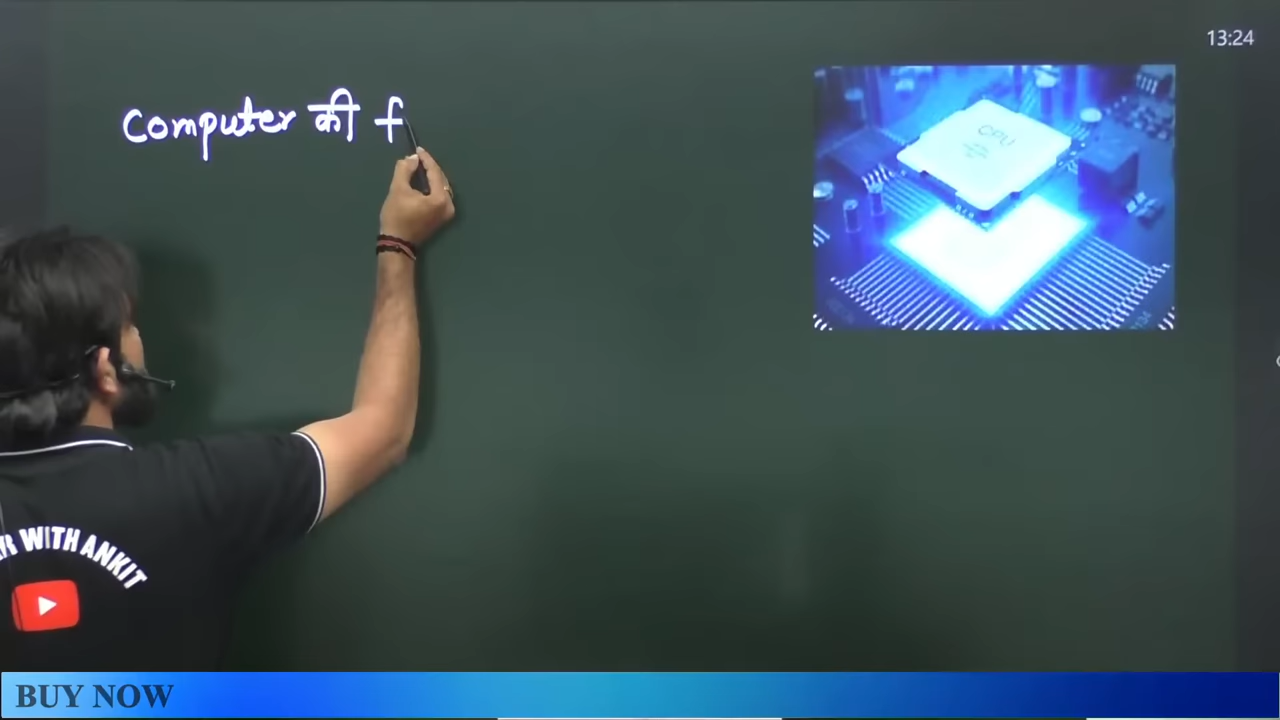 13:24
Computer की f
CPU
WITH ANKIT
BUY NOW